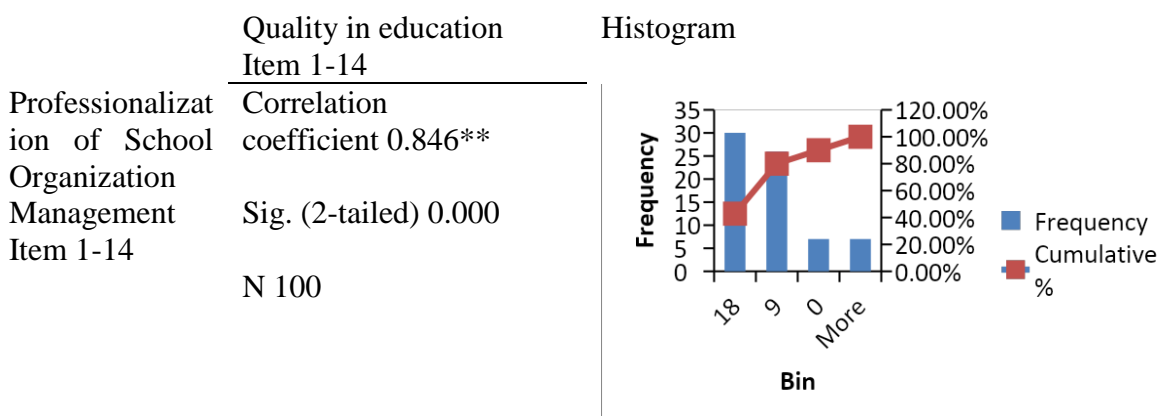 Quality in education
Item 1-14
Professionalizat
ion of School
Organization
Management
Item 1-14
Correlation
coefficient 0.846**
Sig. (2-tailed) 0.000
N 100
Histogram
35
30
25
20
15
10
5
0
Frequency
120.00%
100.00%
80.00%
60.00%
40.00%
20.00%
0.00%
18
9
0
More
Bin
Frequency
Cumulative
%